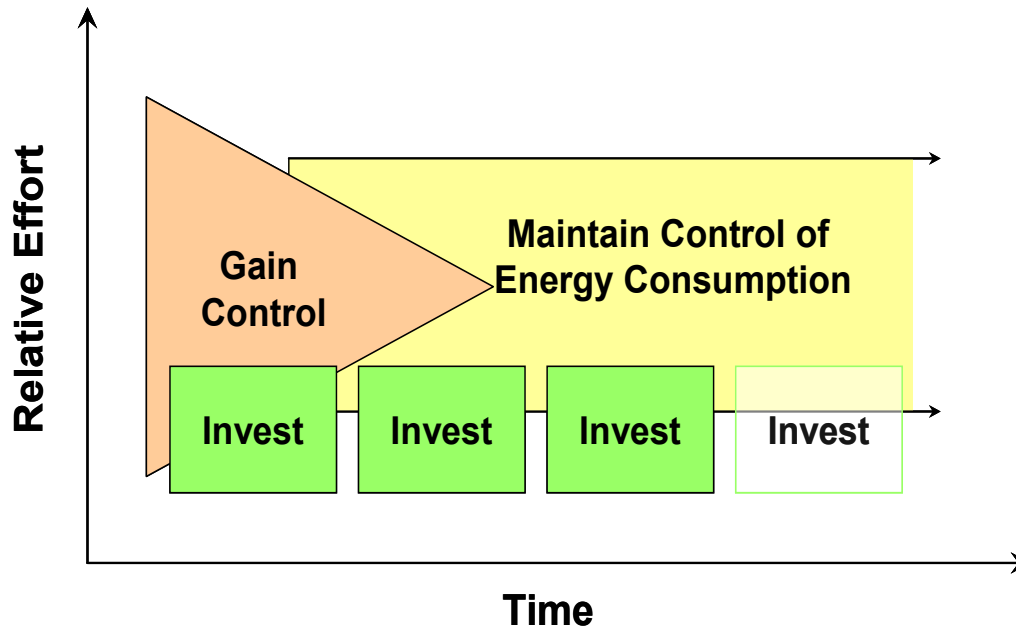 Relative Effort
Maintain Control of
Energy Consumption
Gain
Control
Invest
Invest
Invest
Invest
Time